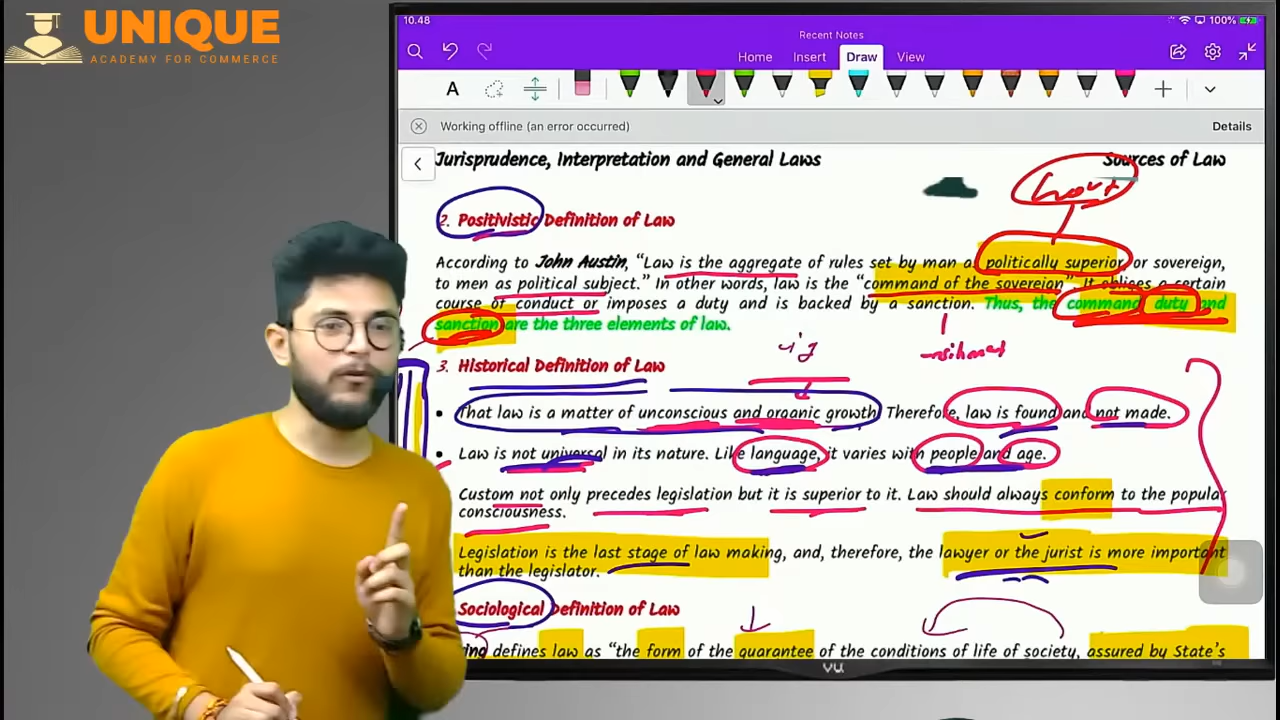 UNIQUE
ACADEMY FOR COMMERCE
10.48
100%
Recent Notes
Home Insert Draw View
A
Working offline (an error occurred)
Details
Jurisprudence, Interpretation and General Laws
Sources of Law
2. Positivistic Definition of Law
According to John Austin, “Law is the aggregate of rules set by man a politically superior, or sovereign,
to men as political subject.” In other words, law is the “command of the sovereign”. It obliges a certain
course of conduct or imposes a duty and is backed by a sanction. Thus, the command, duty and
sanction are the three elements of law.
3. Historical Definition of Law
• That law is a matter of unconscious and organic growth. Therefore, law is found and not made.
• Law is not universal in its nature. Like language, it varies with people and age.
Custom not only precedes legislation but it is superior to it. Law should always conform to the popular
consciousness.
Legislation is the last stage of law making, and, therefore, the lawyer or the jurist is more important
than the legislator.
Sociological Definition of Law
defines law as “the form of the guarantee of the conditions of life of society, assured by State’s
VU